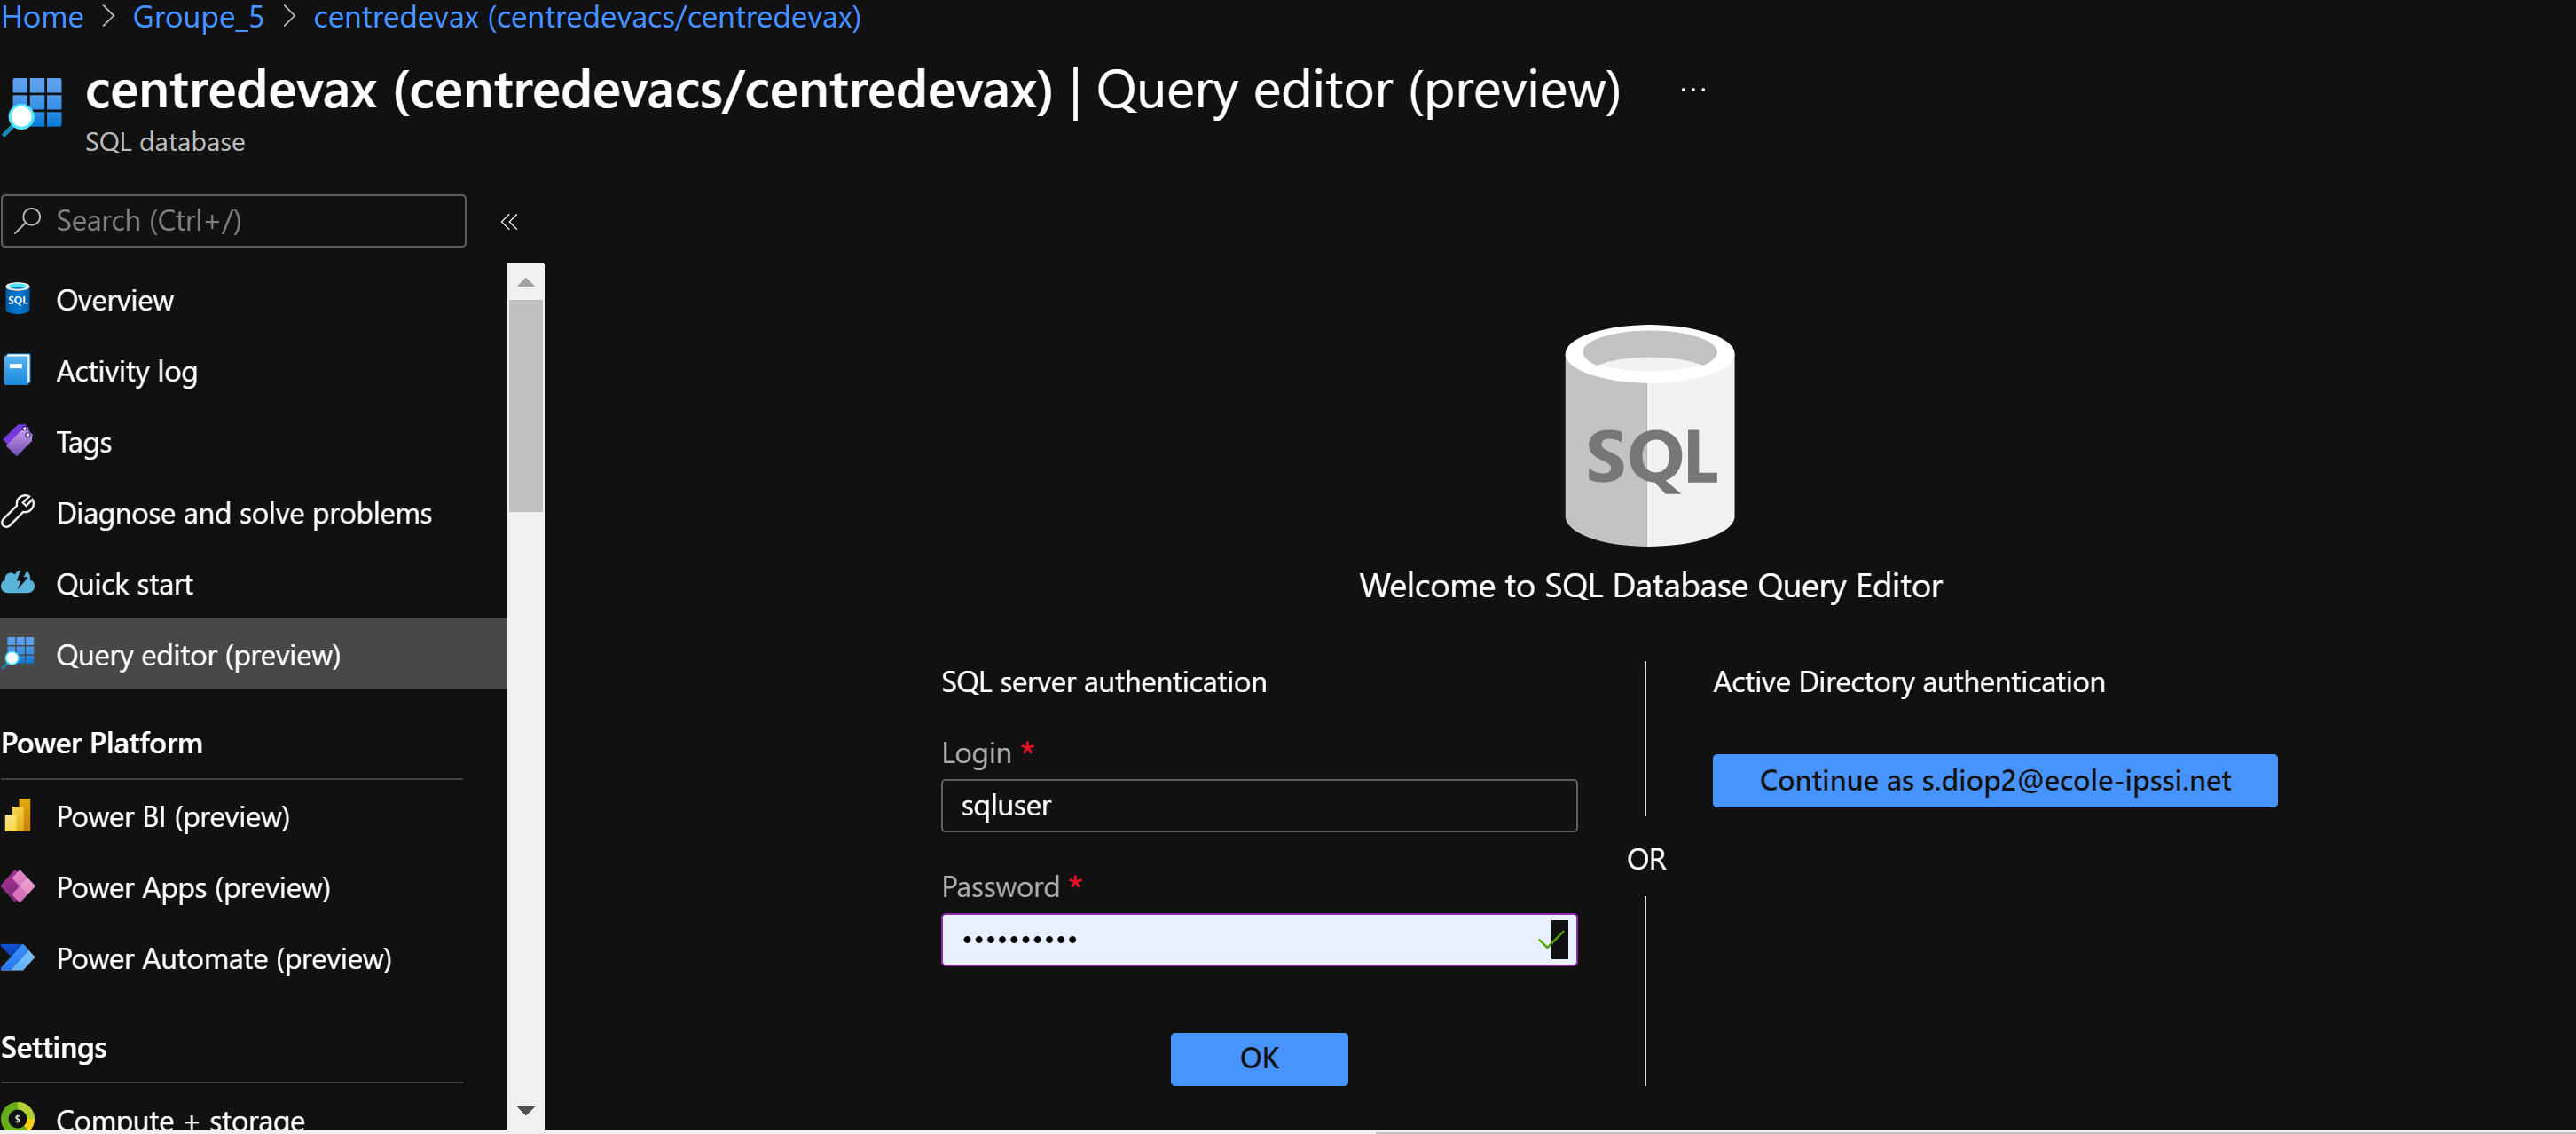 Home > Groupe_5 > centredevax (centredevacs/centredevax)
centredevax (centredevacs/centredevax) | Query editor (preview) ...
SQL database
Search (Ctrl+/)
Overview
Activity log
Tags
Diagnose and solve problems
Quick start
Query editor (preview)
Power Platform
Power BI (preview)
Power Apps (preview)
Power Automate (preview)
Settings
Compute + storage
SQL
Welcome to SQL Database Query Editor
SQL server authentication
Login *
sqluser
Password *
••••••••••
OK
OR
Active Directory authentication
Continue as s.diop2@ecole-ipssi.net